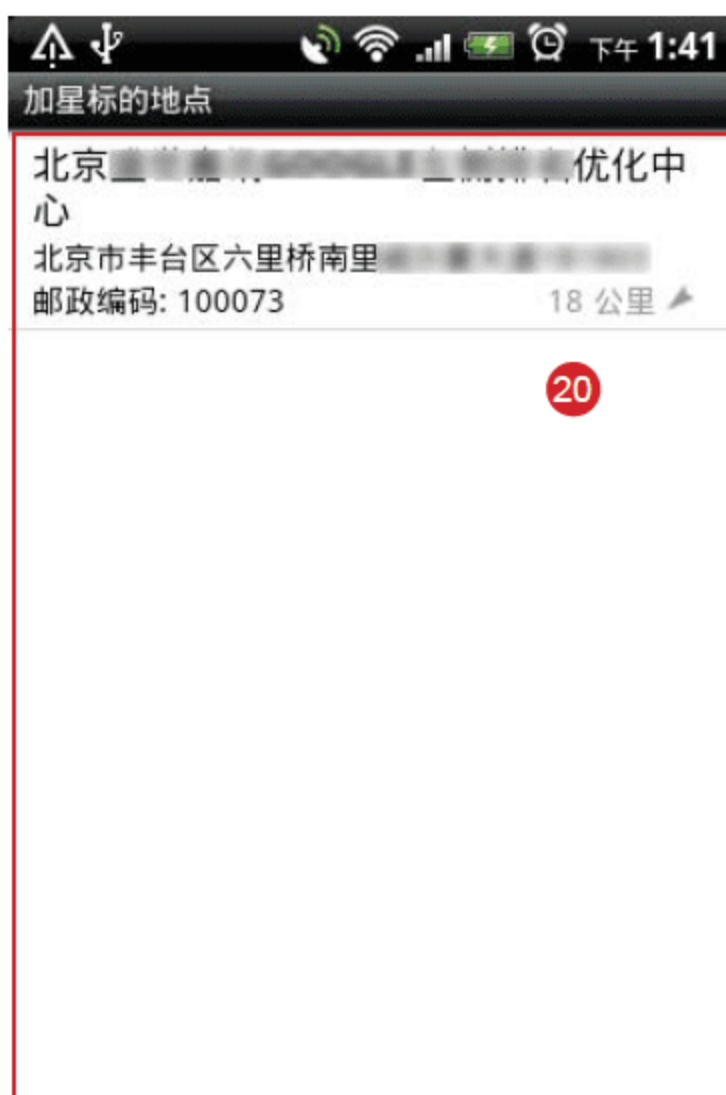 下午 1:41
加星标的地点
北京 优化中
心
北京市丰台区六里桥南里
邮政编码: 100073 18 公里
20